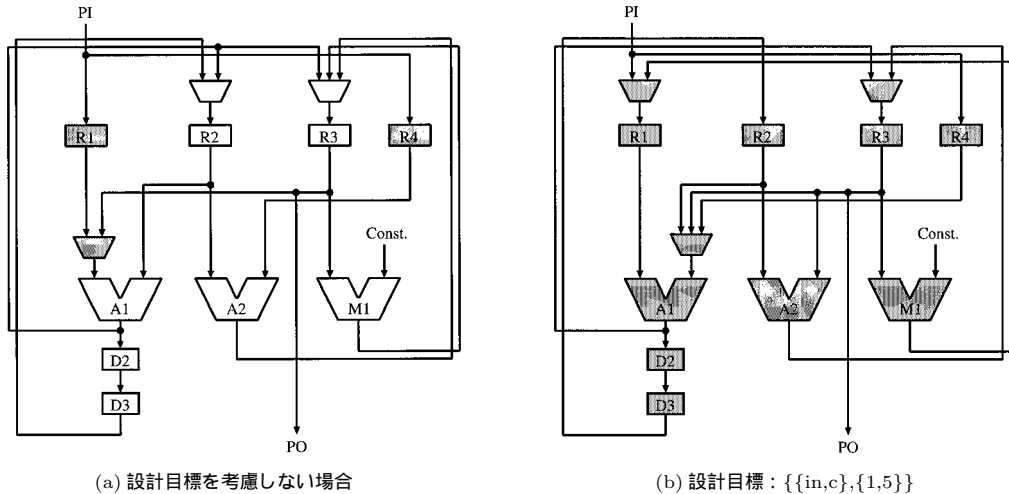 PI
R1
R2
R3
R4
Const.
A1
A2
M1
D2
D3
PO
(a) 設計目標を考慮しない場合
PI
R1
R2
R3
R4
Const.
A1
A2
M1
D2
D3
PO
(b) 設計目標：{{in,c},{1,5}}